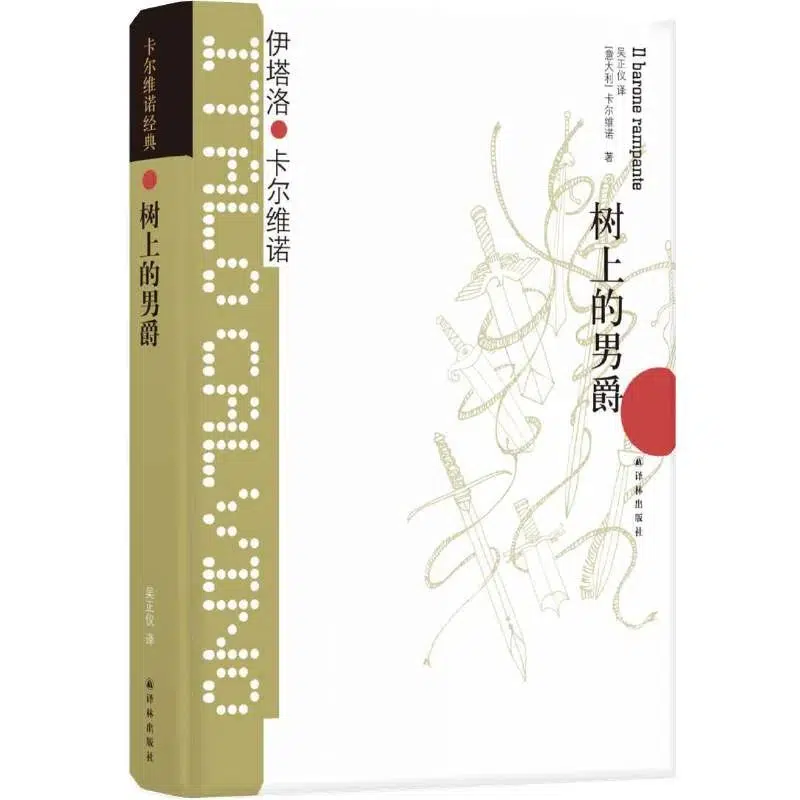 卡尔维诺经典
树上的男爵
吴正仪 译
译林出版社
ITALO CALVINO
伊塔洛·卡尔维诺
Il barone rampante
[意大利] 卡尔维诺 著
吴正仪 译
树上的男爵
译林出版社